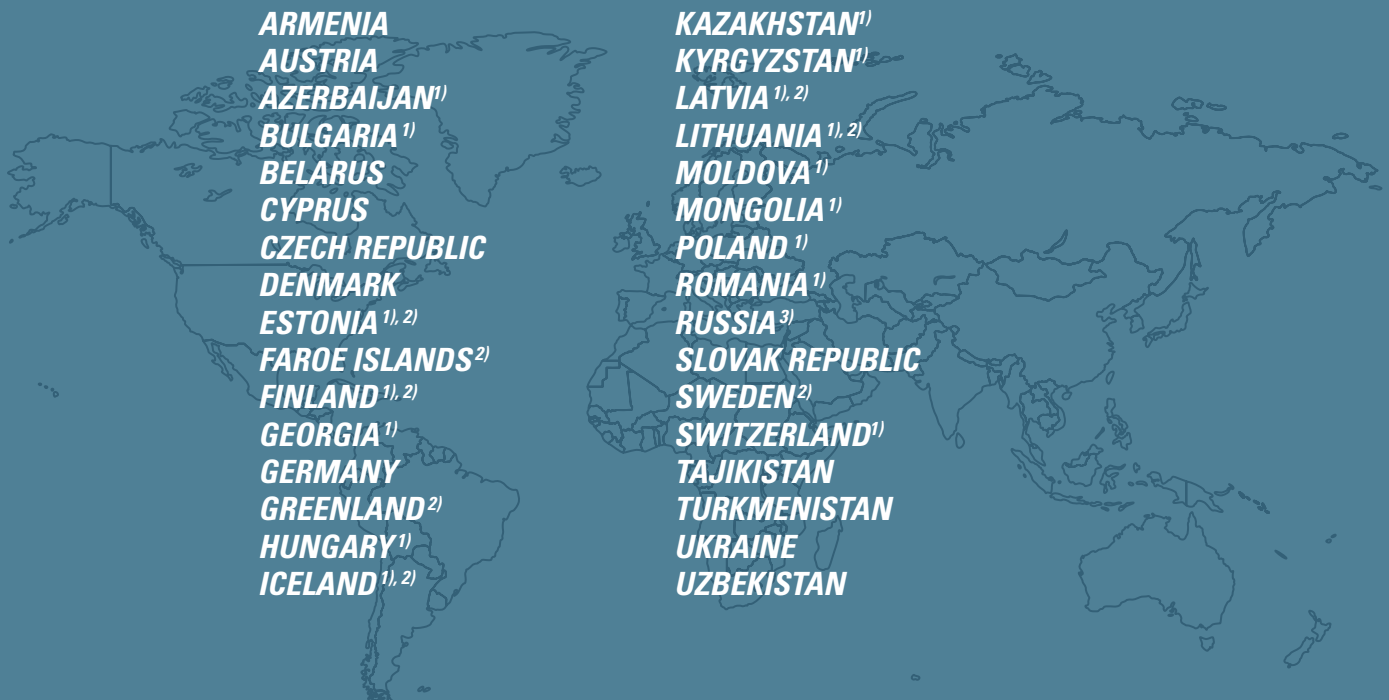 ARMENIA
AUSTRIA
AZERBAIJAN1)
BULGARIA 1)
BELARUS
CYPRUS
CZECH REPUBLIC
DENMARK
ESTONIA 1), 2)
FAROE ISLANDS 2)
FINLAND 1), 2)
GEORGIA 1)
GERMANY
GREENLAND 2)
HUNGARY 1)
ICELAND 1), 2)
KAZAKHSTAN1)
KYRGYZSTAN1)
LATVIA 1), 2)
LITHUANIA 1), 2)
MOLDOVA 1)
MONGOLIA 1)
POLAND 1)
ROMANIA 1)
RUSSIA 3)
SLOVAK REPUBLIC
SWEDEN 2)
SWITZERLAND1)
TAJIKISTAN
TURKMENISTAN
UKRAINE
UZBEKISTAN